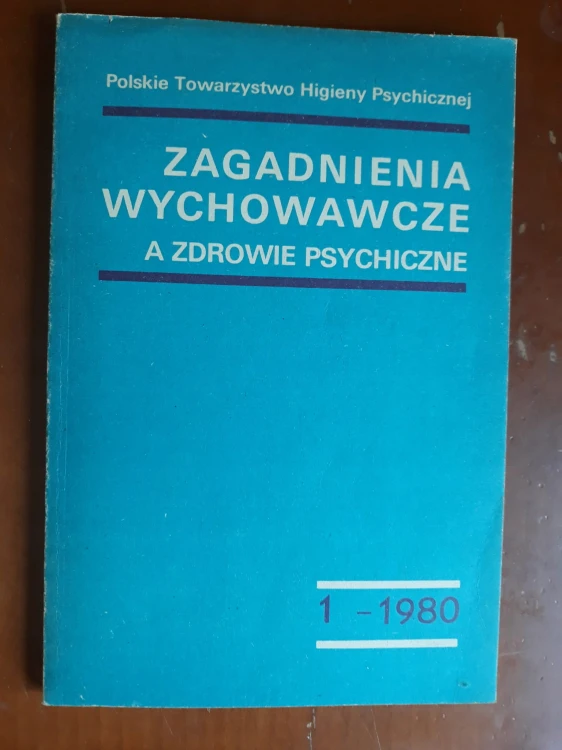 Polskie Towarzystwo Higieny Psychicznej
ZAGADNIENIA
WYCHOWAWCZE
A ZDROWIE PSYCHICZNE
1 – 1980